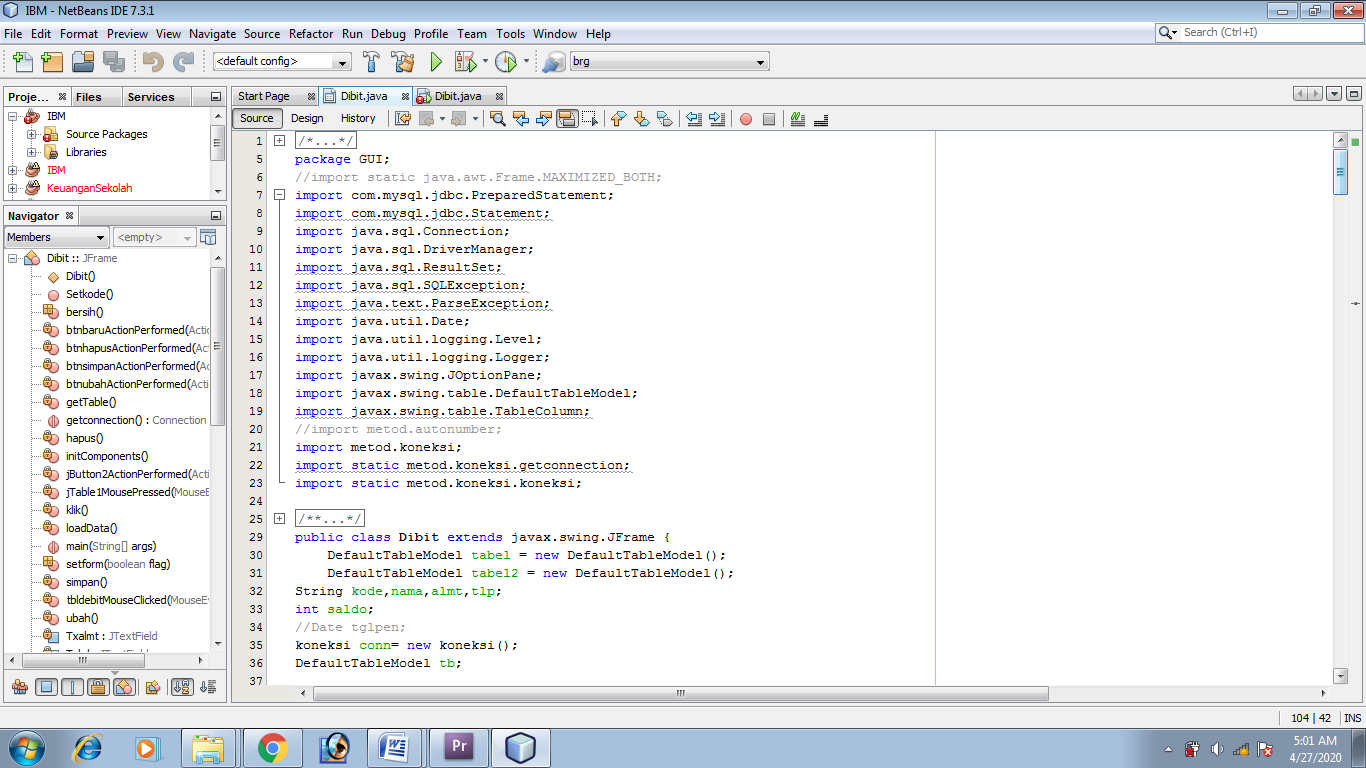 IBM - NetBeans IDE 7.3.1
File Edit Format Preview View Navigate Source Refactor Run Debug Profile Team Tools Window Help
Search (Ctrl+I)
<default config>
brg
Proje... Files Services
IBM
Source Packages
Libraries
IBM
KeuanganSekolah
Navigator
Members <empty>
Dibit :: JFrame
Dibit()
Setkode()
bersih()
btnbaruActionPerformed(Actio
btnhapusActionPerformed(Ac
btnsimpanActionPerformed(Ac
btnubahActionPerformed(Acti
getTable()
getconnection() : Connection
hapus()
initComponents()
jButton2ActionPerformed(Acti
jTable1MousePressed(MouseE
klik()
loadData()
main(String[] args)
setform(boolean flag)
simpan()
tbldebitMouseClicked(MouseEv
ubah()
Txalmt : JTextField
Start Page Dibit.java Dibit.java
Source Design History
1 /*...*/
5 package GUI;
6 //import static java.awt.Frame.MAXIMIZED_BOTH;
7 import com.mysql.jdbc.PreparedStatement;
8 import com.mysql.jdbc.Statement;
9 import java.sql.Connection;
10 import java.sql.DriverManager;
11 import java.sql.ResultSet;
12 import java.sql.SQLException;
13 import java.text.ParseException;
14 import java.util.Date;
15 import java.util.logging.Level;
16 import java.util.logging.Logger;
17 import javax.swing.JOptionPane;
18 import javax.swing.table.DefaultTableModel;
19 import javax.swing.table.TableColumn;
20 //import metod.autonumber;
21 import metod.koneksi;
22 import static metod.koneksi.getconnection;
23 import static metod.koneksi.koneksi;
24
25 /**...*/
29 public class Dibit extends javax.swing.JFrame {
30 DefaultTableModel tabel = new DefaultTableModel();
31 DefaultTableModel tabel2 = new DefaultTableModel();
32 String kode,nama,almt,tlp;
33 int saldo;
34 //Date tglpen;
35 koneksi conn= new koneksi();
36 DefaultTableModel tb;
37
104 | 42 INS
5:01 AM
4/27/2020